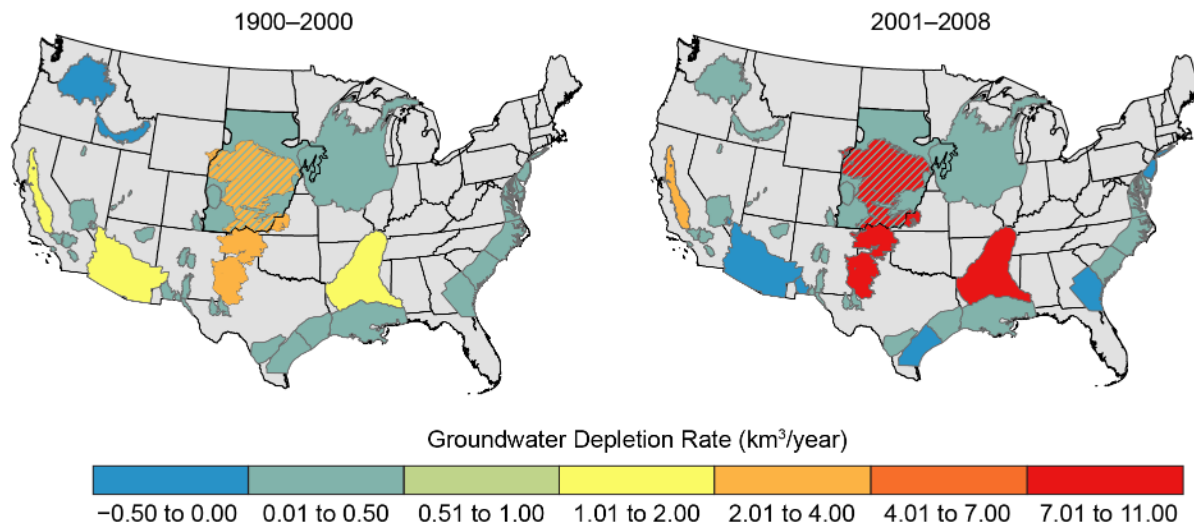 1900–2000 2001–2008
Groundwater Depletion Rate (km³/year)
−0.50 to 0.00 0.01 to 0.50 0.51 to 1.00 1.01 to 2.00 2.01 to 4.00 4.01 to 7.00 7.01 to 11.00